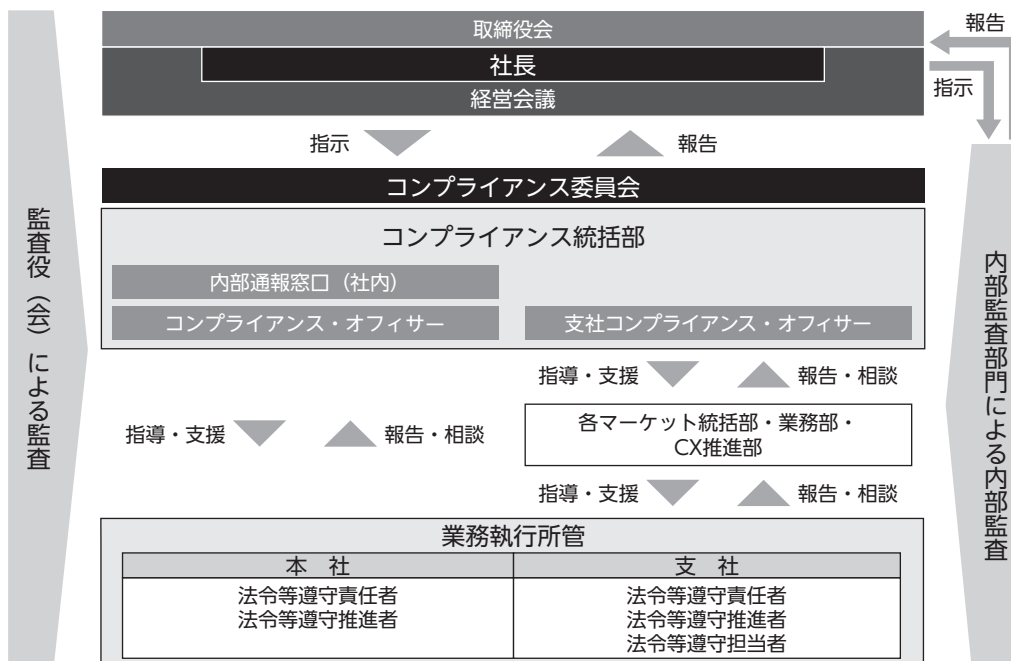 取締役会
社長
経営会議
報告
指示
指示
報告
コンプライアンス委員会
コンプライアンス統括部
内部通報窓口（社内）
コンプライアンス・オフィサー
支社コンプライアンス・オフィサー
指導・支援
報告・相談
各マーケット統括部・業務部・
CX推進部
指導・支援
報告・相談
指導・支援
報告・相談
業務執行所管
本　社
支　社
法令等遵守責任者
法令等遵守推進者
法令等遵守責任者
法令等遵守推進者
法令等遵守担当者
監査役（会）による監査
内部監査部門による内部監査